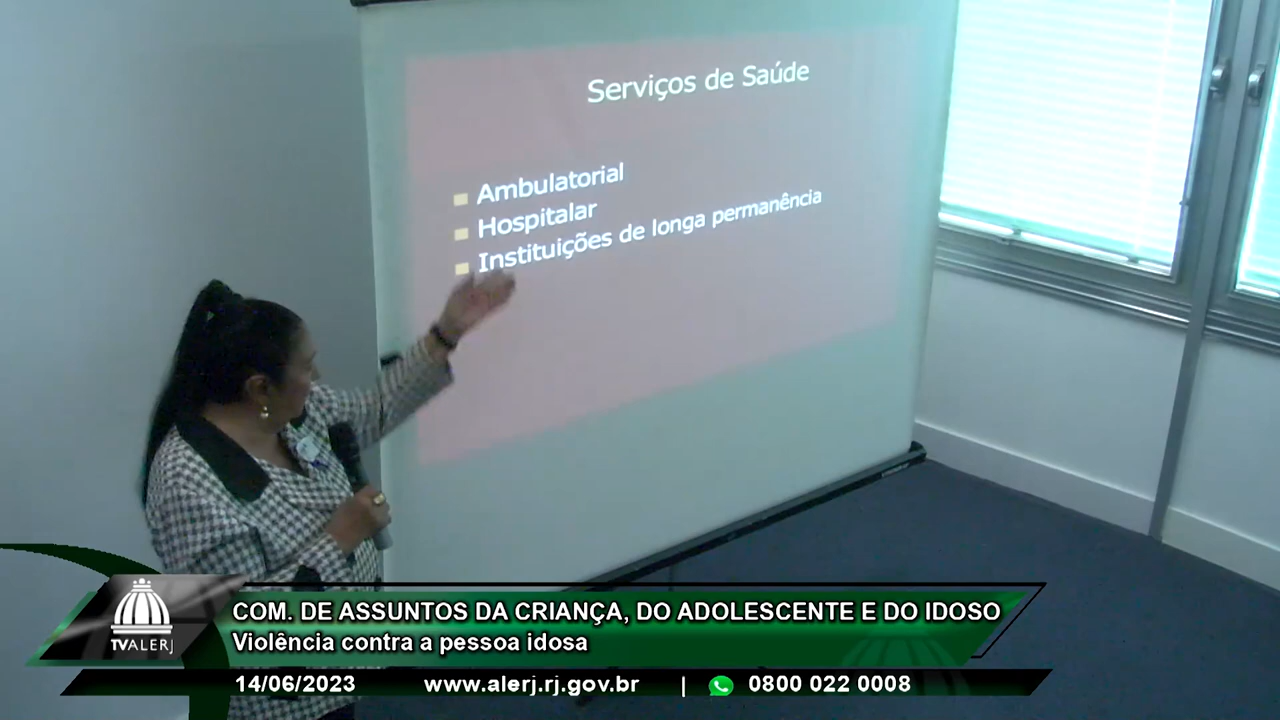 Serviços de Saúde
Ambulatorial
Hospitalar
Instituições de longa permanência
COM. DE ASSUNTOS DA CRIANÇA, DO ADOLESCENTE E DO IDOSO
Violência contra a pessoa idosa
TVALERJ
14/06/2023 www.alerj.rj.gov.br | 0800 022 0008